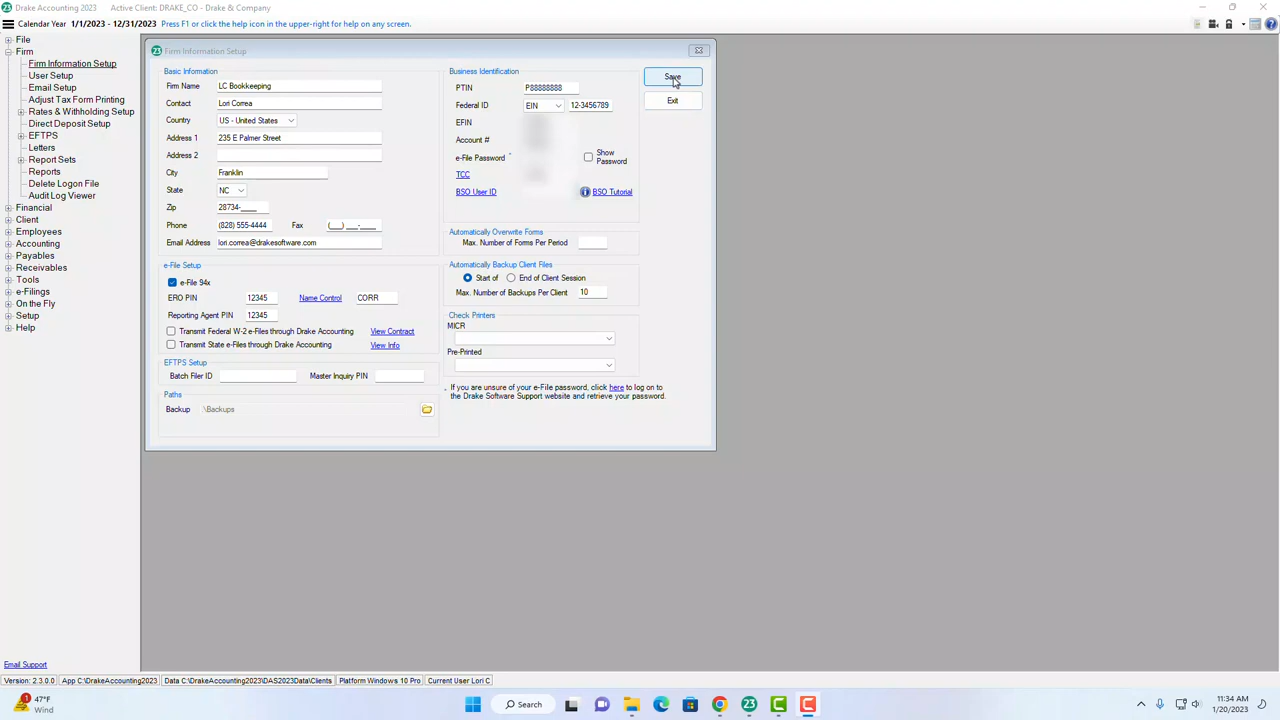 Drake Accounting 2023 Active Client: DRAKE_CO - Drake & Company
Calendar Year 1/1/2023 - 12/31/2023 Press F1 or click the help icon in the upper-right for help on any screen.
File
Firm
Firm Information Setup
User Setup
Email Setup
Adjust Tax Form Printing
Rates & Withholding Setup
Direct Deposit Setup
EFTPS
Letters
Report Sets
Reports
Delete Logon File
Audit Log Viewer
Financial
Client
Employees
Accounting
Payables
Receivables
Tools
e-Filings
On the Fly
Setup
Help
Email Support
23 Firm Information Setup
Basic Information
Firm Name LC Bookkeeping
Contact Lori Correa
Country US - United States
Address 1 235 E Palmer Street
Address 2
City Franklin
State NC
Zip 28734-____
Phone (828) 555-4444 Fax (___) ___-____
Email Address lori.correa@drakesoftware.com
e-File Setup
e-File 94x
ERO PIN 12345 Name Control CORR
Reporting Agent PIN 12345
Transmit Federal W-2 e-Files through Drake Accounting View Contract
Transmit State e-Files through Drake Accounting View Info
EFTPS Setup
Batch Filer ID Master Inquiry PIN
Paths
Backup .\Backups
Business Identification
PTIN P88888888
Federal ID EIN 12-3456789
EFIN
Account #
e-File Password * Show Password
TCC
BSO User ID BSO Tutorial
Automatically Overwrite Forms
Max. Number of Forms Per Period
Automatically Backup Client Files
Start of End of Client Session
Max. Number of Backups Per Client 10
Check Printers
MICR
Pre-Printed
* If you are unsure of your e-File password, click here to log on to
the Drake Software Support website and retrieve your password.
Save
Exit
Version: 2.3.0.0 App C:\DrakeAccounting2023 Data C:\DrakeAccounting2023\DAS2023Data\Clients Platform Windows 10 Pro Current User Lori C
47°F
Wind
Search
23
11:34 AM
1/20/2023